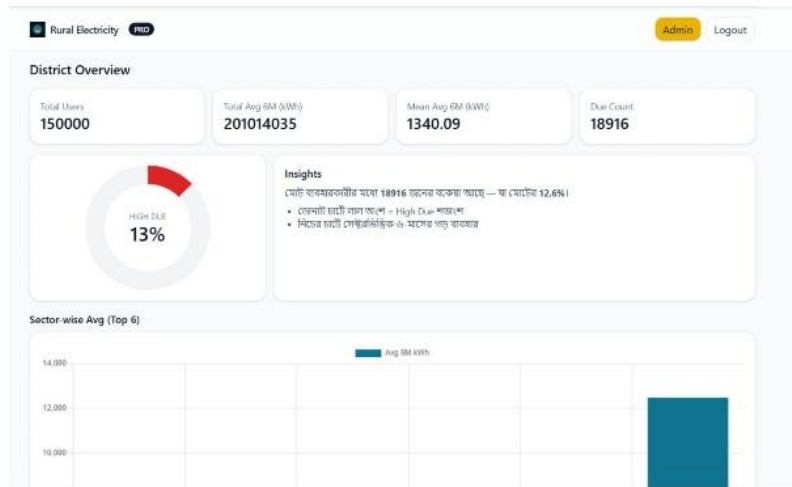 Rural Electricity PRO
Admin Logout
District Overview
Total Users
150000
Total Avg 6M (kWh)
201014035
Mean Avg 6M (kWh)
1340.09
Due Count
18916
HIGH DUE
13%
Insights
মোট ব্যবহারকারীর মধ্যে 18916 জনের বকেয়া আছে — যা মোটের 12.6%।
• ডোনাট চার্টে লাল অংশ = High Due শতাংশ
• নিচের চার্টে সেক্টরভিত্তিক ৬-মাসের গড় ব্যবহার
Sector-wise Avg (Top 6)
Avg 6M kWh
14,000
12,000
10,000